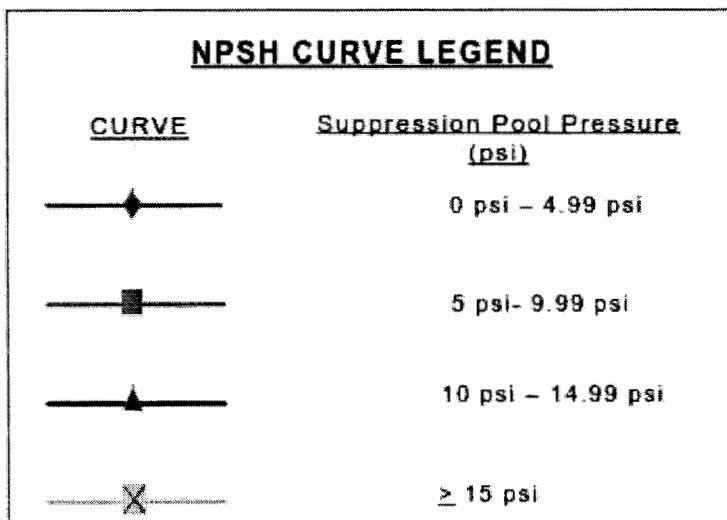 NPSH CURVE LEGEND
CURVE
Suppression Pool Pressure
(psi)
0 psi – 4.99 psi
5 psi- 9.99 psi
10 psi – 14.99 psi
≥ 15 psi